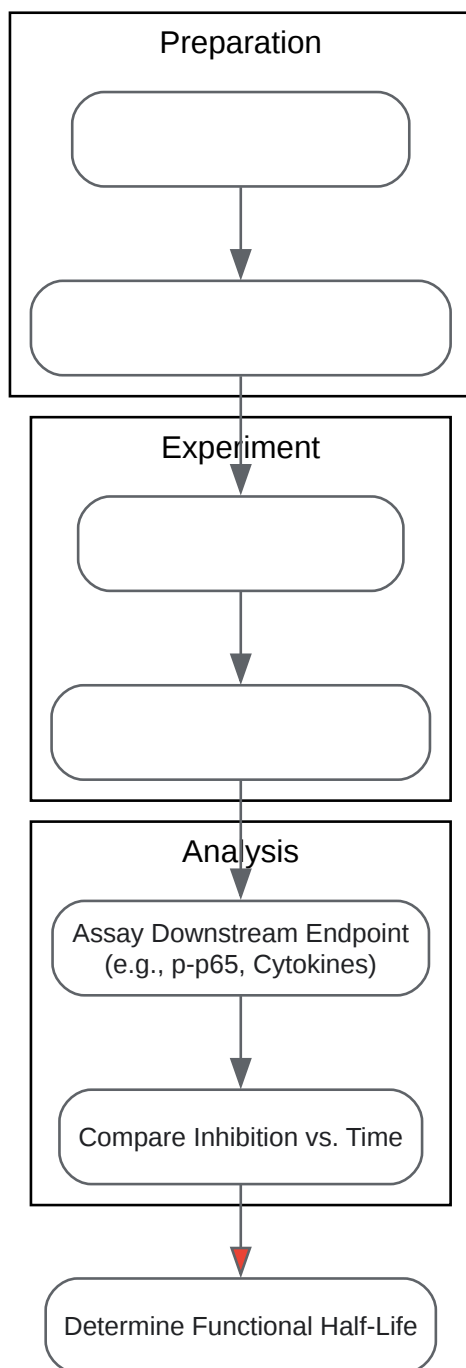 Preparation
Experiment
Analysis
Assay Downstream Endpoint
(e.g., p-p65, Cytokines)
Compare Inhibition vs. Time
Determine Functional Half-Life